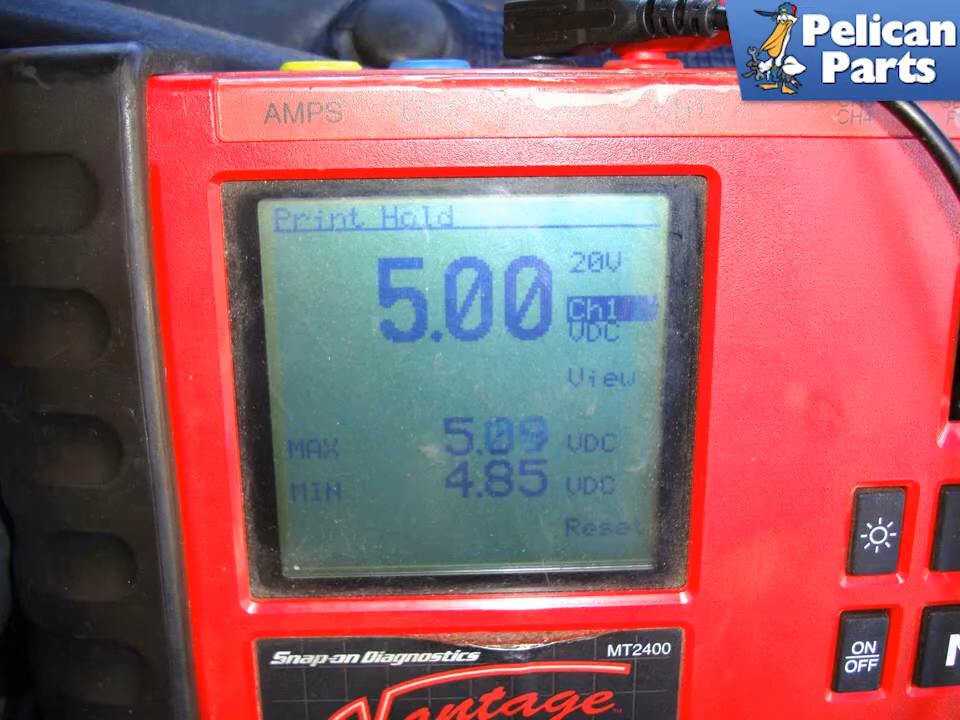 Pelican
Parts
AMPS
CH4
Print Hold
5.00
20V
Ch1
VDC
View
MAX 5.09 VDC
MIN 4.85 VDC
Reset
ON
OFF
Snap-on Diagnostics
MT2400
Vantage